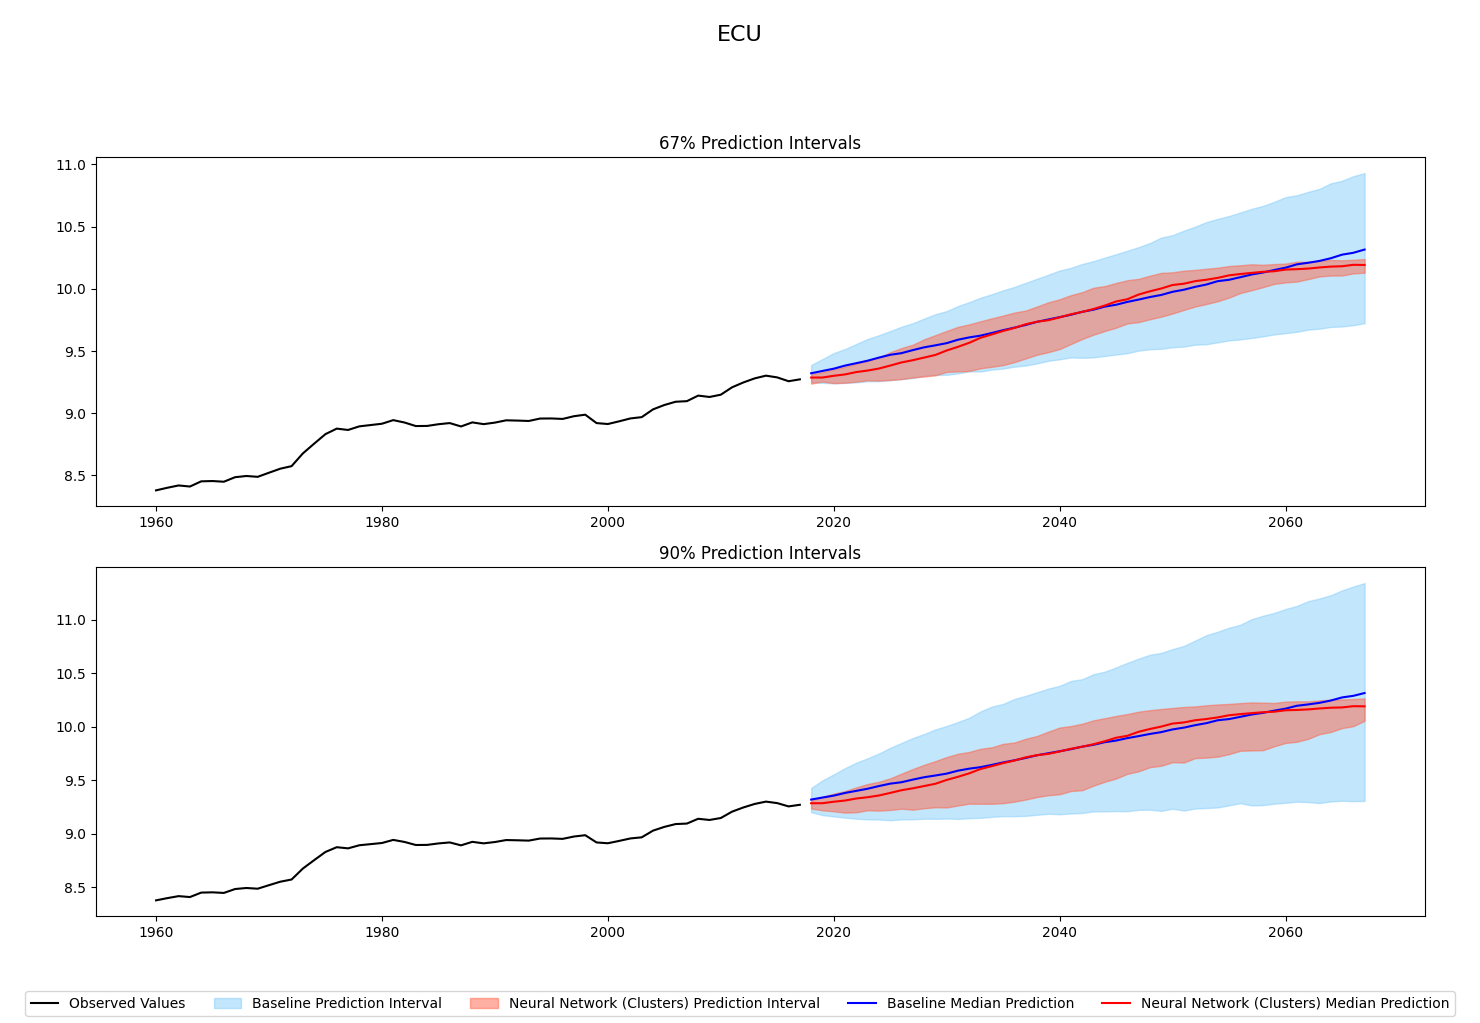 ECU
67% Prediction Intervals
11.0
10.5
10.0
9.5
9.0
8.5
1960 1980 2000 2020 2040 2060
90% Prediction Intervals
11.0
10.5
10.0
9.5
9.0
8.5
1960 1980 2000 2020 2040 2060
Observed Values Baseline Prediction Interval Neural Network (Clusters) Prediction Interval Baseline Median Prediction Neural Network (Clusters) Median Prediction